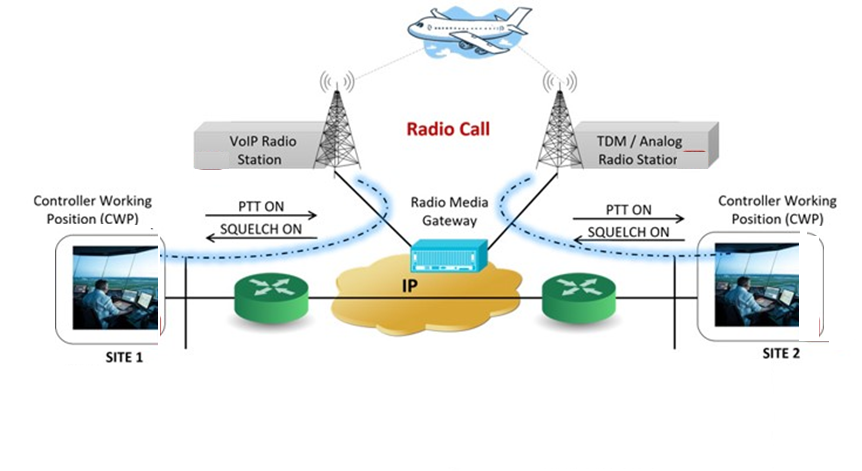 Radio Call
VoIP Radio
Station
TDM / Analog
Radio Station
Controller Working
Position (CWP)
PTT ON
SQUELCH ON
Radio Media
Gateway
PTT ON
SQUELCH ON
Controller Working
Position (CWP)
IP
SITE 1
SITE 2